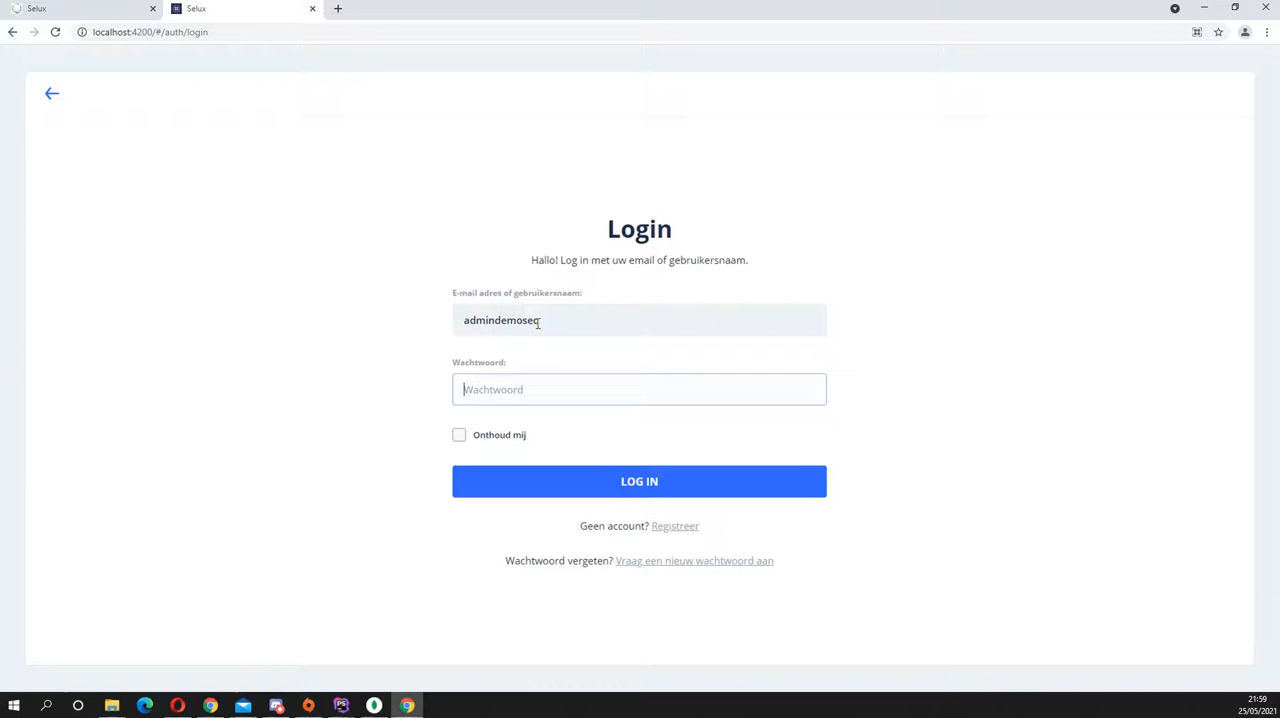 Selux
Selux
localhost:4200/#/auth/login
Login
Hallo! Log in met uw email of gebruikersnaam.
E-mail adres of gebruikersnaam:
Wachtwoord:
Wachtwoord
Onthoud mij
LOG IN
Geen account? Registreer
Wachtwoord vergeten? Vraag een nieuw wachtwoord aan
PS
21:59
25/05/2021